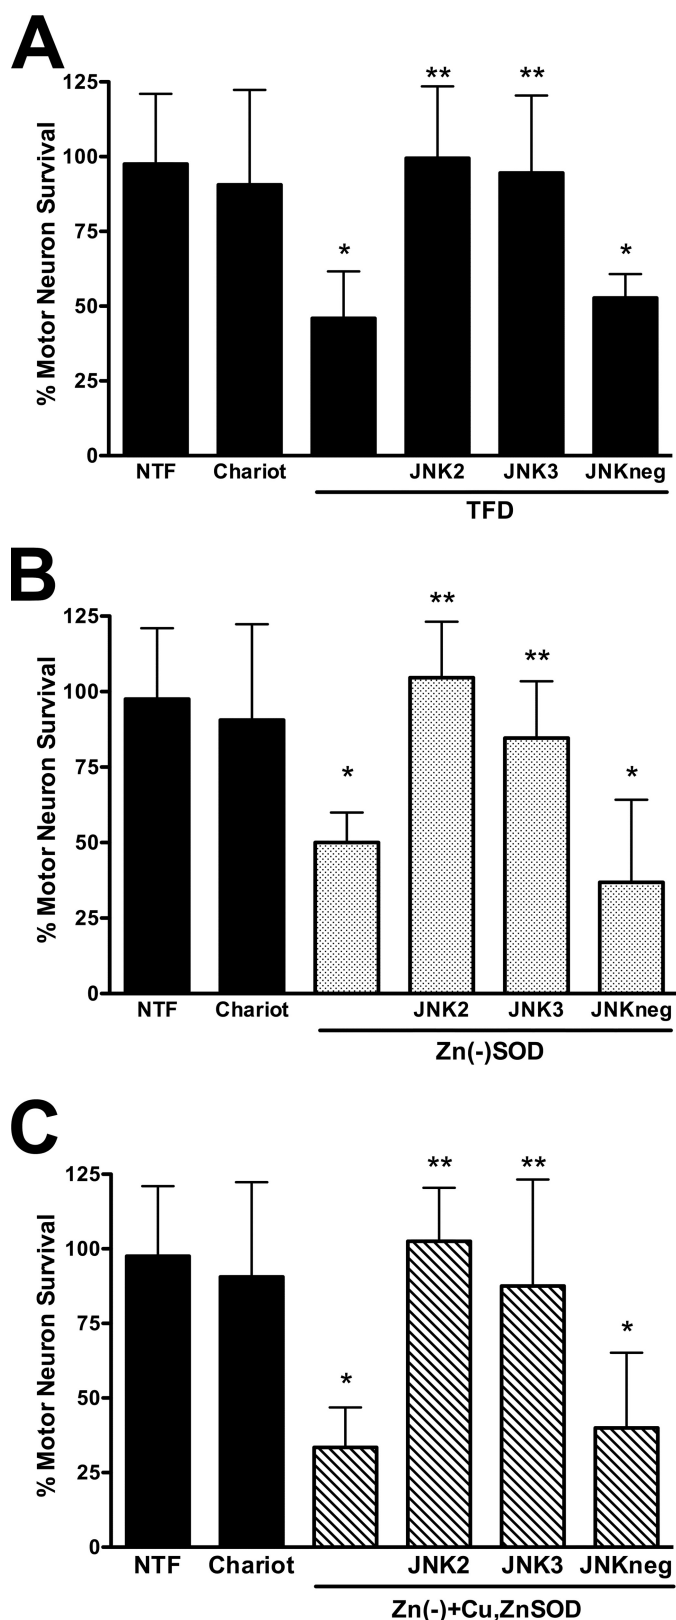 A
% Motor Neuron Survival
125
100
75
50
25
0
** **
* *
NTF Chariot JNK2 JNK3 JNKneg
TFD
B
% Motor Neuron Survival
125
100
75
50
25
0
**
**
* *
NTF Chariot JNK2 JNK3 JNKneg
Zn(-)SOD
C
% Motor Neuron Survival
125
100
75
50
25
0
** **
*
*
NTF Chariot JNK2 JNK3 JNKneg
Zn(-)+Cu,ZnSOD